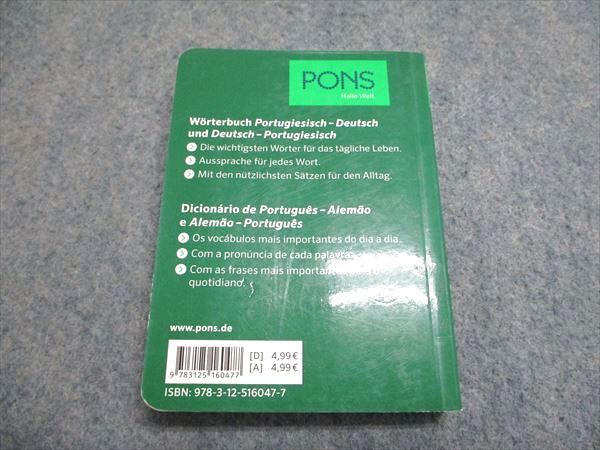 PONS
Hallo Welt.
Wörterbuch Portugiesisch – Deutsch
und Deutsch – Portugiesisch
Die wichtigsten Wörter für das tägliche Leben.
Aussprache für jedes Wort.
Mit den nützlichsten Sätzen für den Alltag.
Dicionário de Português – Alemão
e Alemão – Português
Os vocábulos mais importantes do dia a dia.
Com a pronúncia de cada palavra.
Com as frases mais importantes para o
quotidiano.
www.pons.de
[D] 4,99 €
[A] 4,99 €
9 783125 160477
ISBN: 978-3-12-516047-7